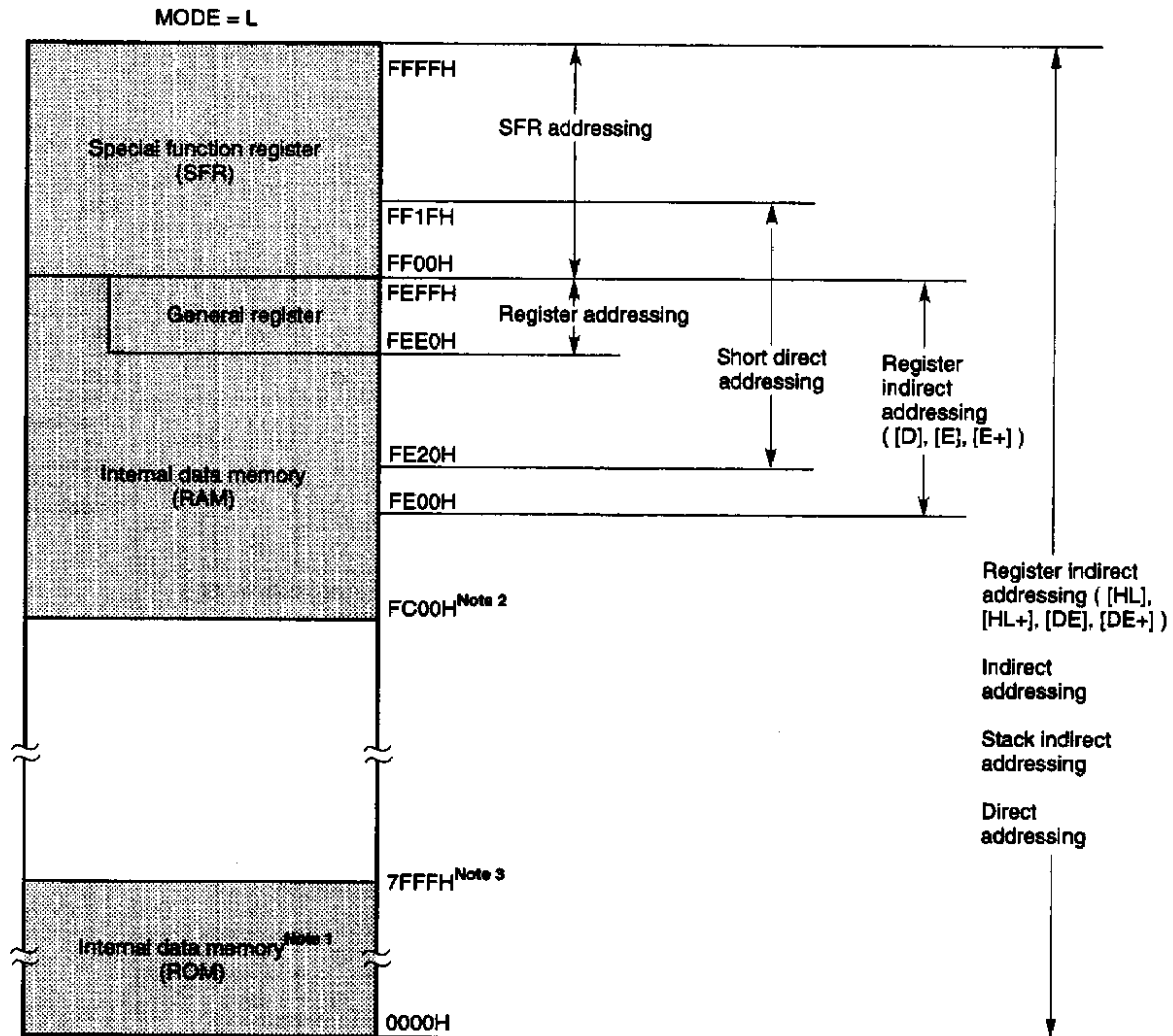 MODE = L
FFFFH
SFR addressing
Special function register
(SFR)
FF1FH
FF00H
FEFFH
General register
Register addressing
FEE0H
Short direct
addressing
Register
indirect
addressing
( [D], [E], [E+] )
FE20H
Internal data memory
(RAM)
FE00H
FC00H Note 2
Register indirect
addressing ( [HL],
[HL+], [DE], [DE+] )
Indirect
addressing
Stack indirect
addressing
Direct
addressing
7FFFH Note 3
Internal data memory Note 1
(ROM)
0000H